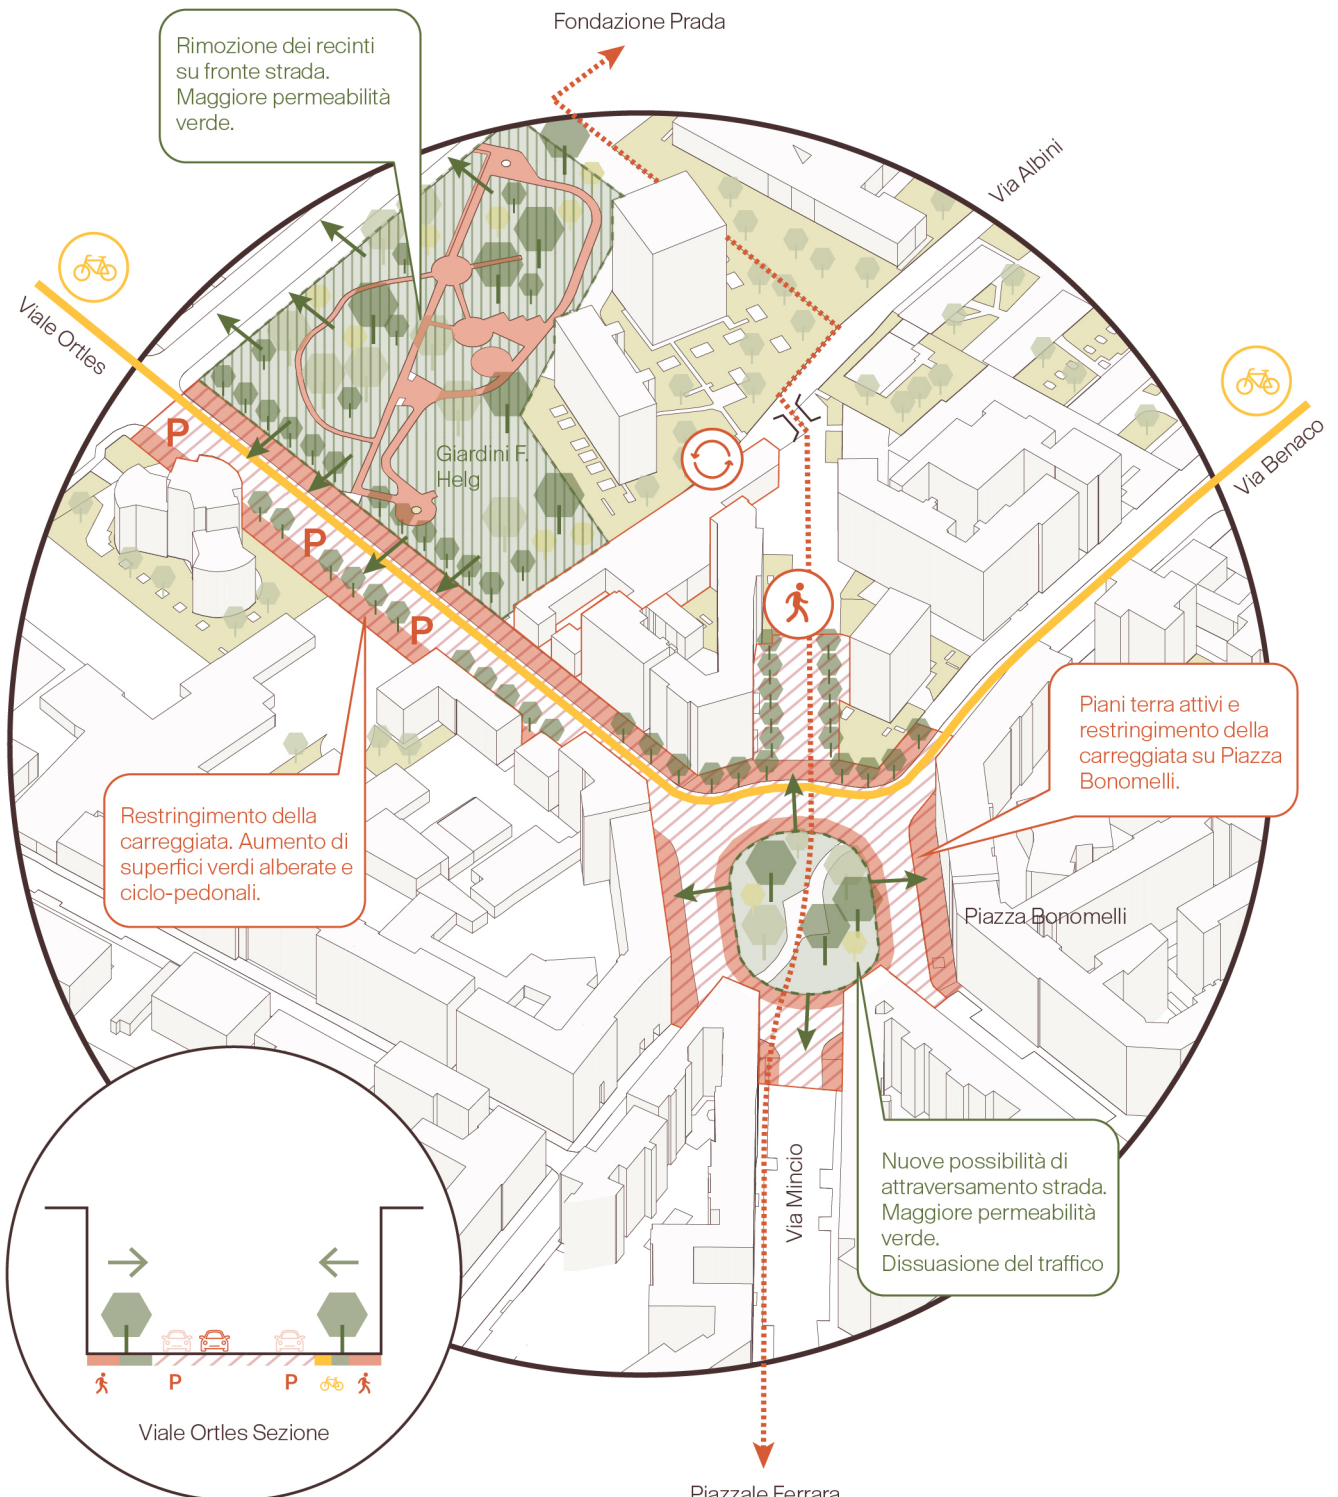 Fondazione Prada
Rimozione dei recinti
su fronte strada.
Maggiore permeabilità
verde.
Via Albini
Viale Ortles
Via Benaco
P
Giardini F.
Helg
P
P
Piani terra attivi e
restringimento della
carreggiata su Piazza
Bonomelli.
Restringimento della
carreggiata. Aumento di
superfici verdi alberate e
ciclo-pedonali.
Piazza Bonomelli
Via Mincio
Nuove possibilità di
attraversamento strada.
Maggiore permeabilità
verde.
Dissuasione del traffico
P
P
Viale Ortles Sezione
Piazzale Ferrara